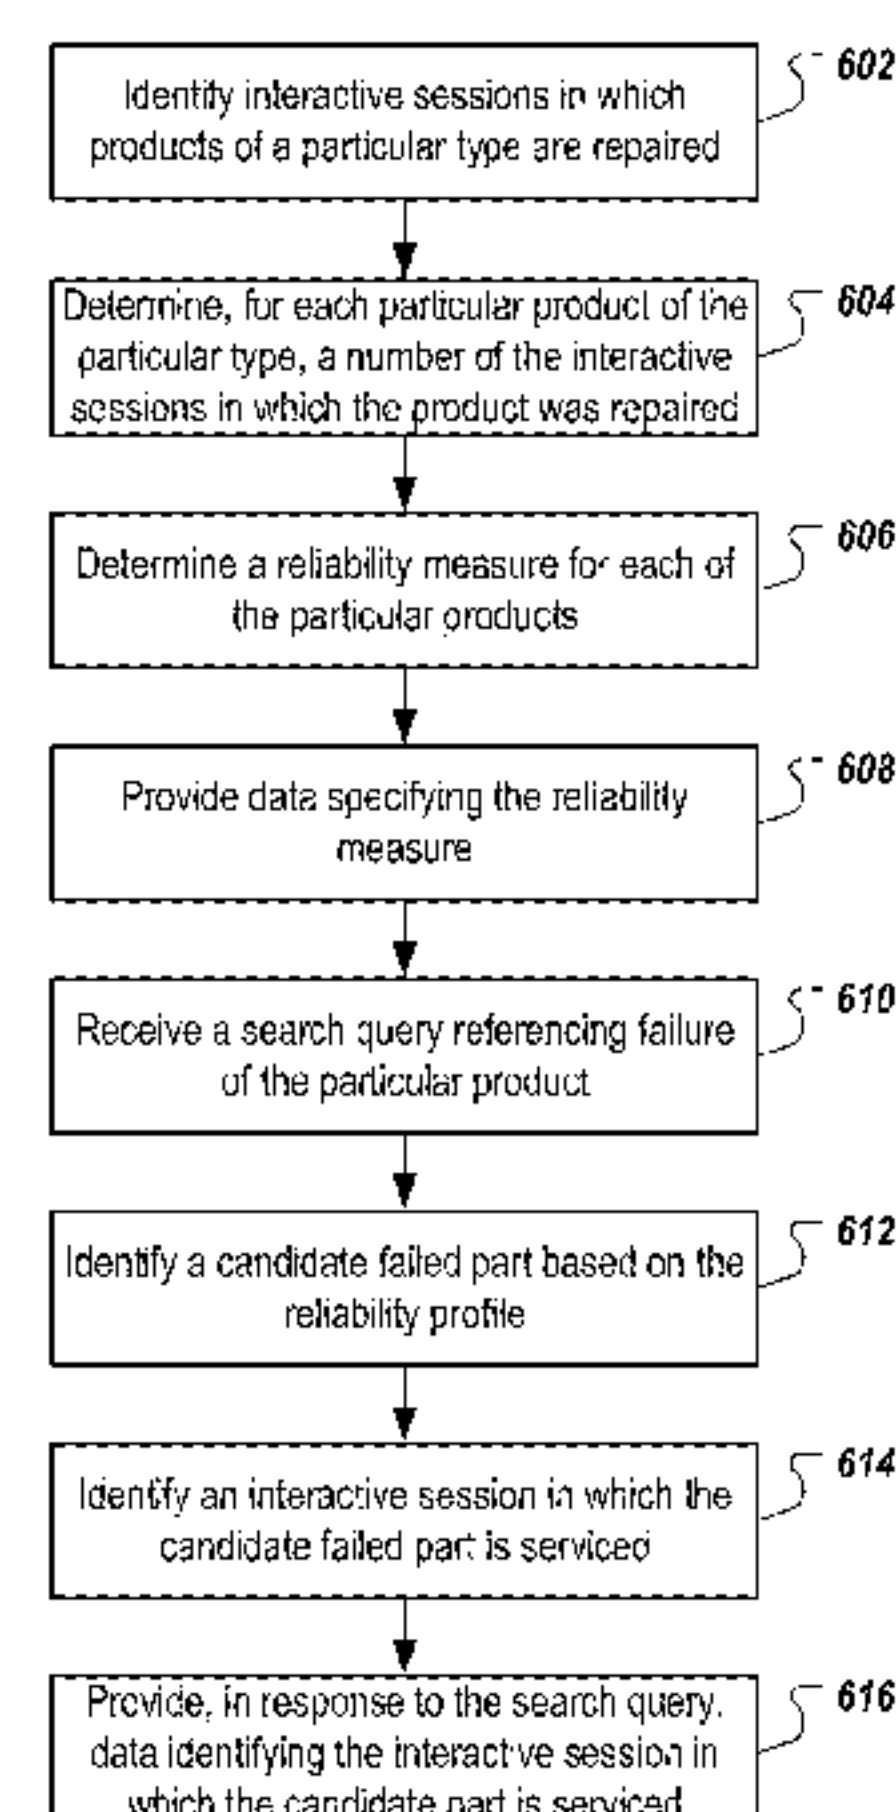 Identify interactive sessions in which
products of a particular type are repaired
602
Determine, for each particular product of the
particular type, a number of the interactive
sessions in which the product was repaired
604
Determine a reliability measure for each of
the particular products
606
Provide data specifying the reliability
measure
608
Receive a search query referencing failure
of the particular product
610
Identify a candidate failed part based on the
reliability profile
612
Identify an interactive session in which the
candidate failed part is serviced
614
Provide, in response to the search query,
data identifying the interactive session in
which the candidate part is serviced
616